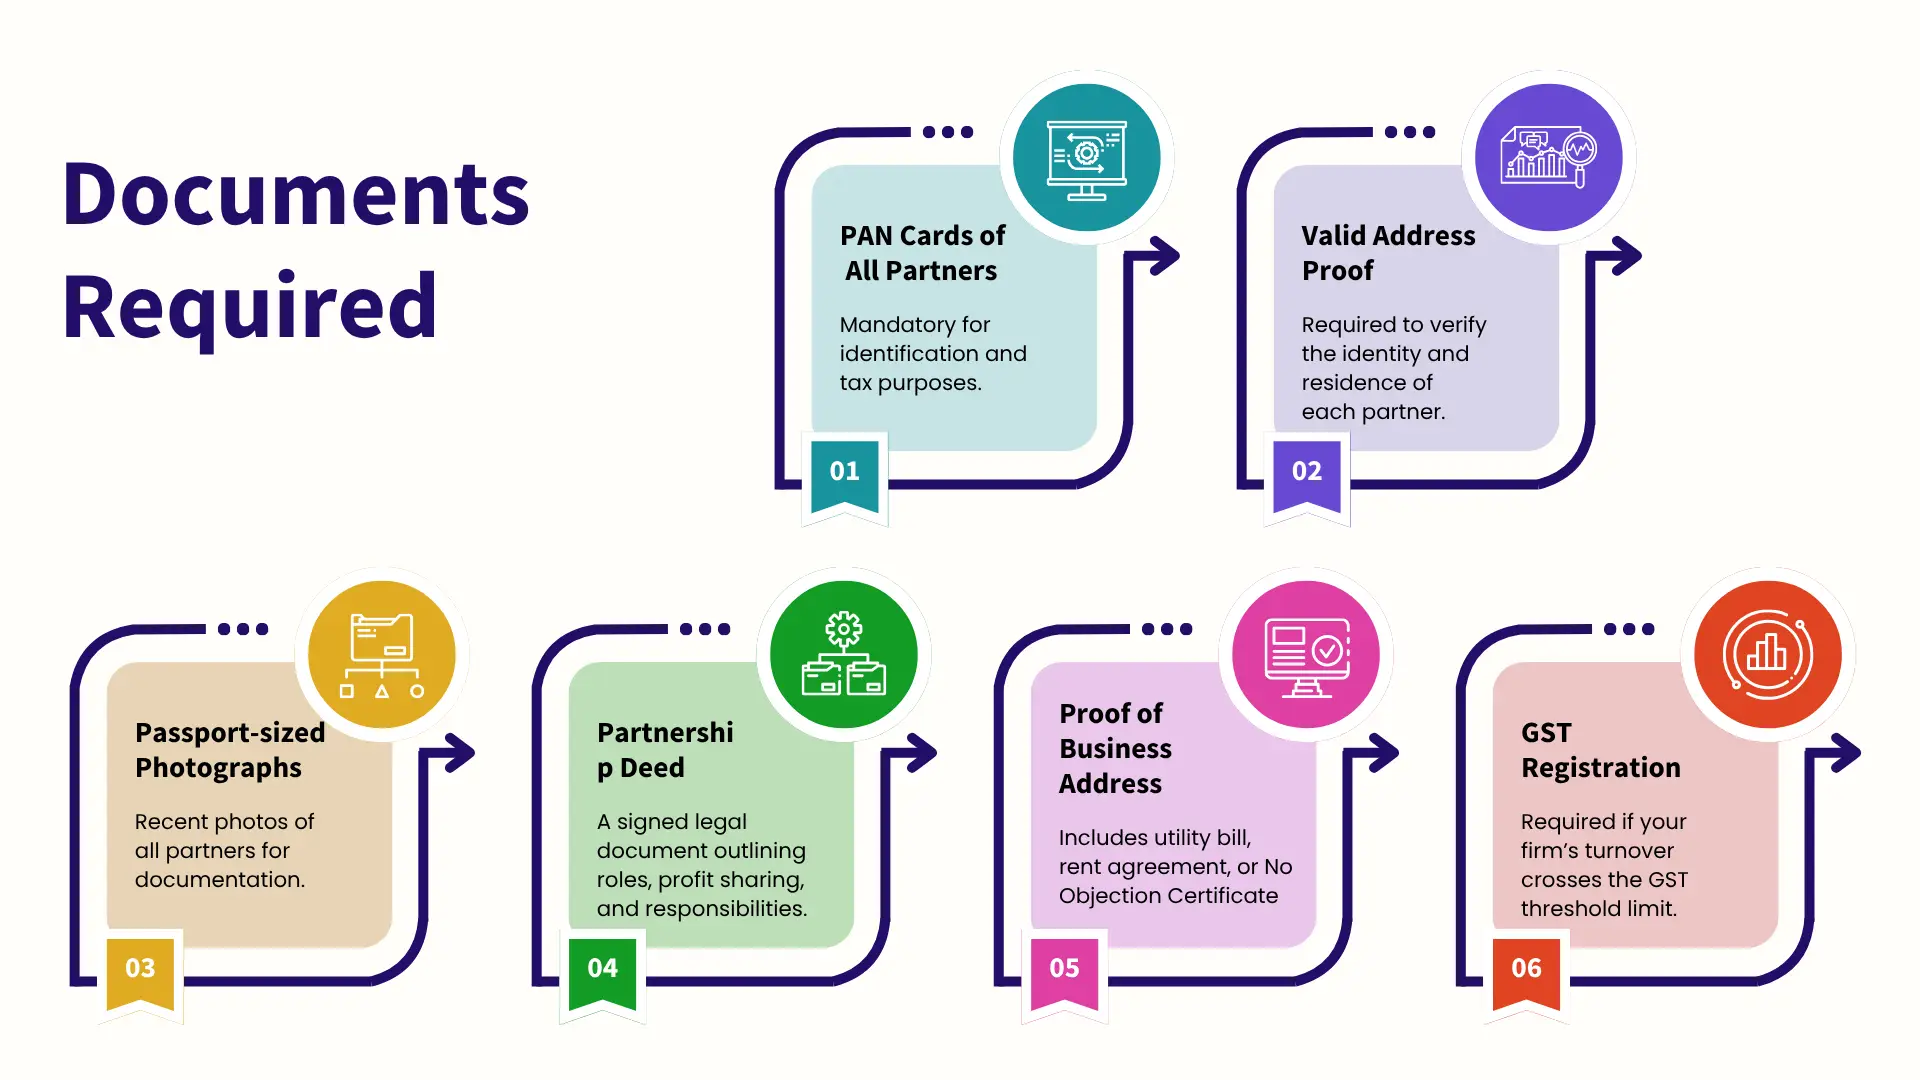 Documents
Required
PAN Cards of
All Partners
Mandatory for
identification and
tax purposes.
01
Valid Address
Proof
Required to verify
the identity and
residence of
each partner.
02
Passport-sized
Photographs
Recent photos of
all partners for
documentation.
03
Partnershi
p Deed
A signed legal
document outlining
roles, profit sharing,
and responsibilities.
04
Proof of
Business
Address
Includes utility bill,
rent agreement, or No
Objection Certificate
05
GST
Registration
Required if your
firm’s turnover
crosses the GST
threshold limit.
06